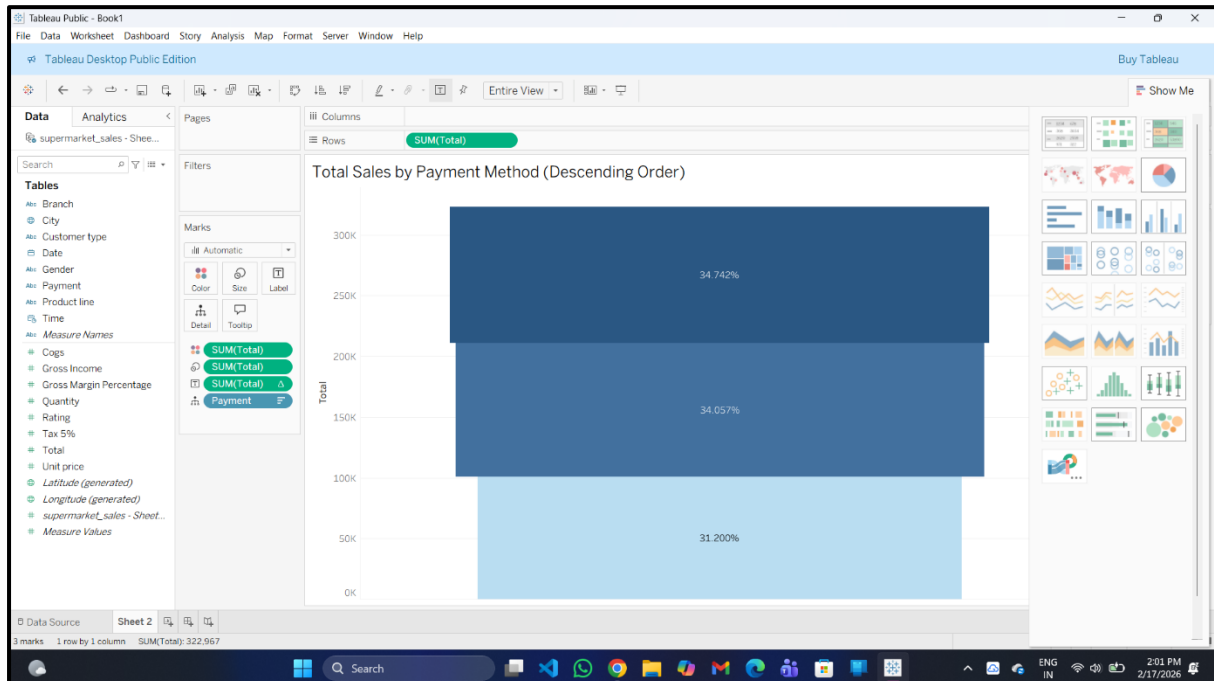 Tableau Public - Book1
File Data Worksheet Dashboard Story Analysis Map Format Server Window Help
Tableau Desktop Public Edition
Buy Tableau
Entire View
Show Me
Data Analytics
supermarket_sales - Shee...
Search
Tables
Abc Branch
City
Abc Customer type
Date
Abc Gender
Abc Payment
Abc Product line
Time
Abc Measure Names
Cogs
Gross Income
Gross Margin Percentage
Quantity
Rating
Tax 5%
Total
Unit price
Latitude (generated)
Longitude (generated)
supermarket_sales - Sheet...
Measure Values
Pages
Filters
Marks
Automatic
Color Size Label
Detail Tooltip
SUM(Total)
SUM(Total)
SUM(Total)
Payment
Columns
Rows SUM(Total)
Total Sales by Payment Method (Descending Order)
Total
300K
250K
200K
150K
100K
50K
0K
34.742%
34.057%
31.200%
Data Source Sheet 2
3 marks 1 row by 1 column SUM(Total): 322,967
Search
ENG
IN
2:01 PM
2/17/2026